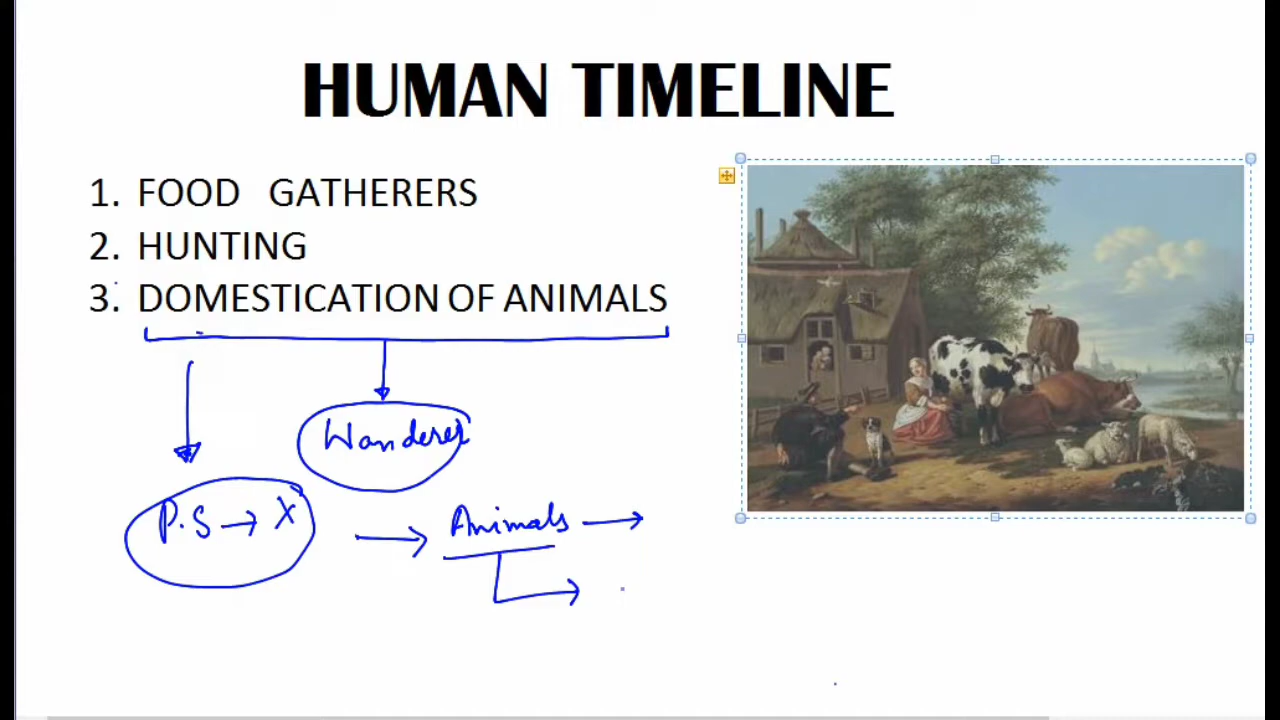 HUMAN TIMELINE
1. FOOD GATHERERS
2. HUNTING
3. DOMESTICATION OF ANIMALS
Wanderer
P.S → X
→ Animals →